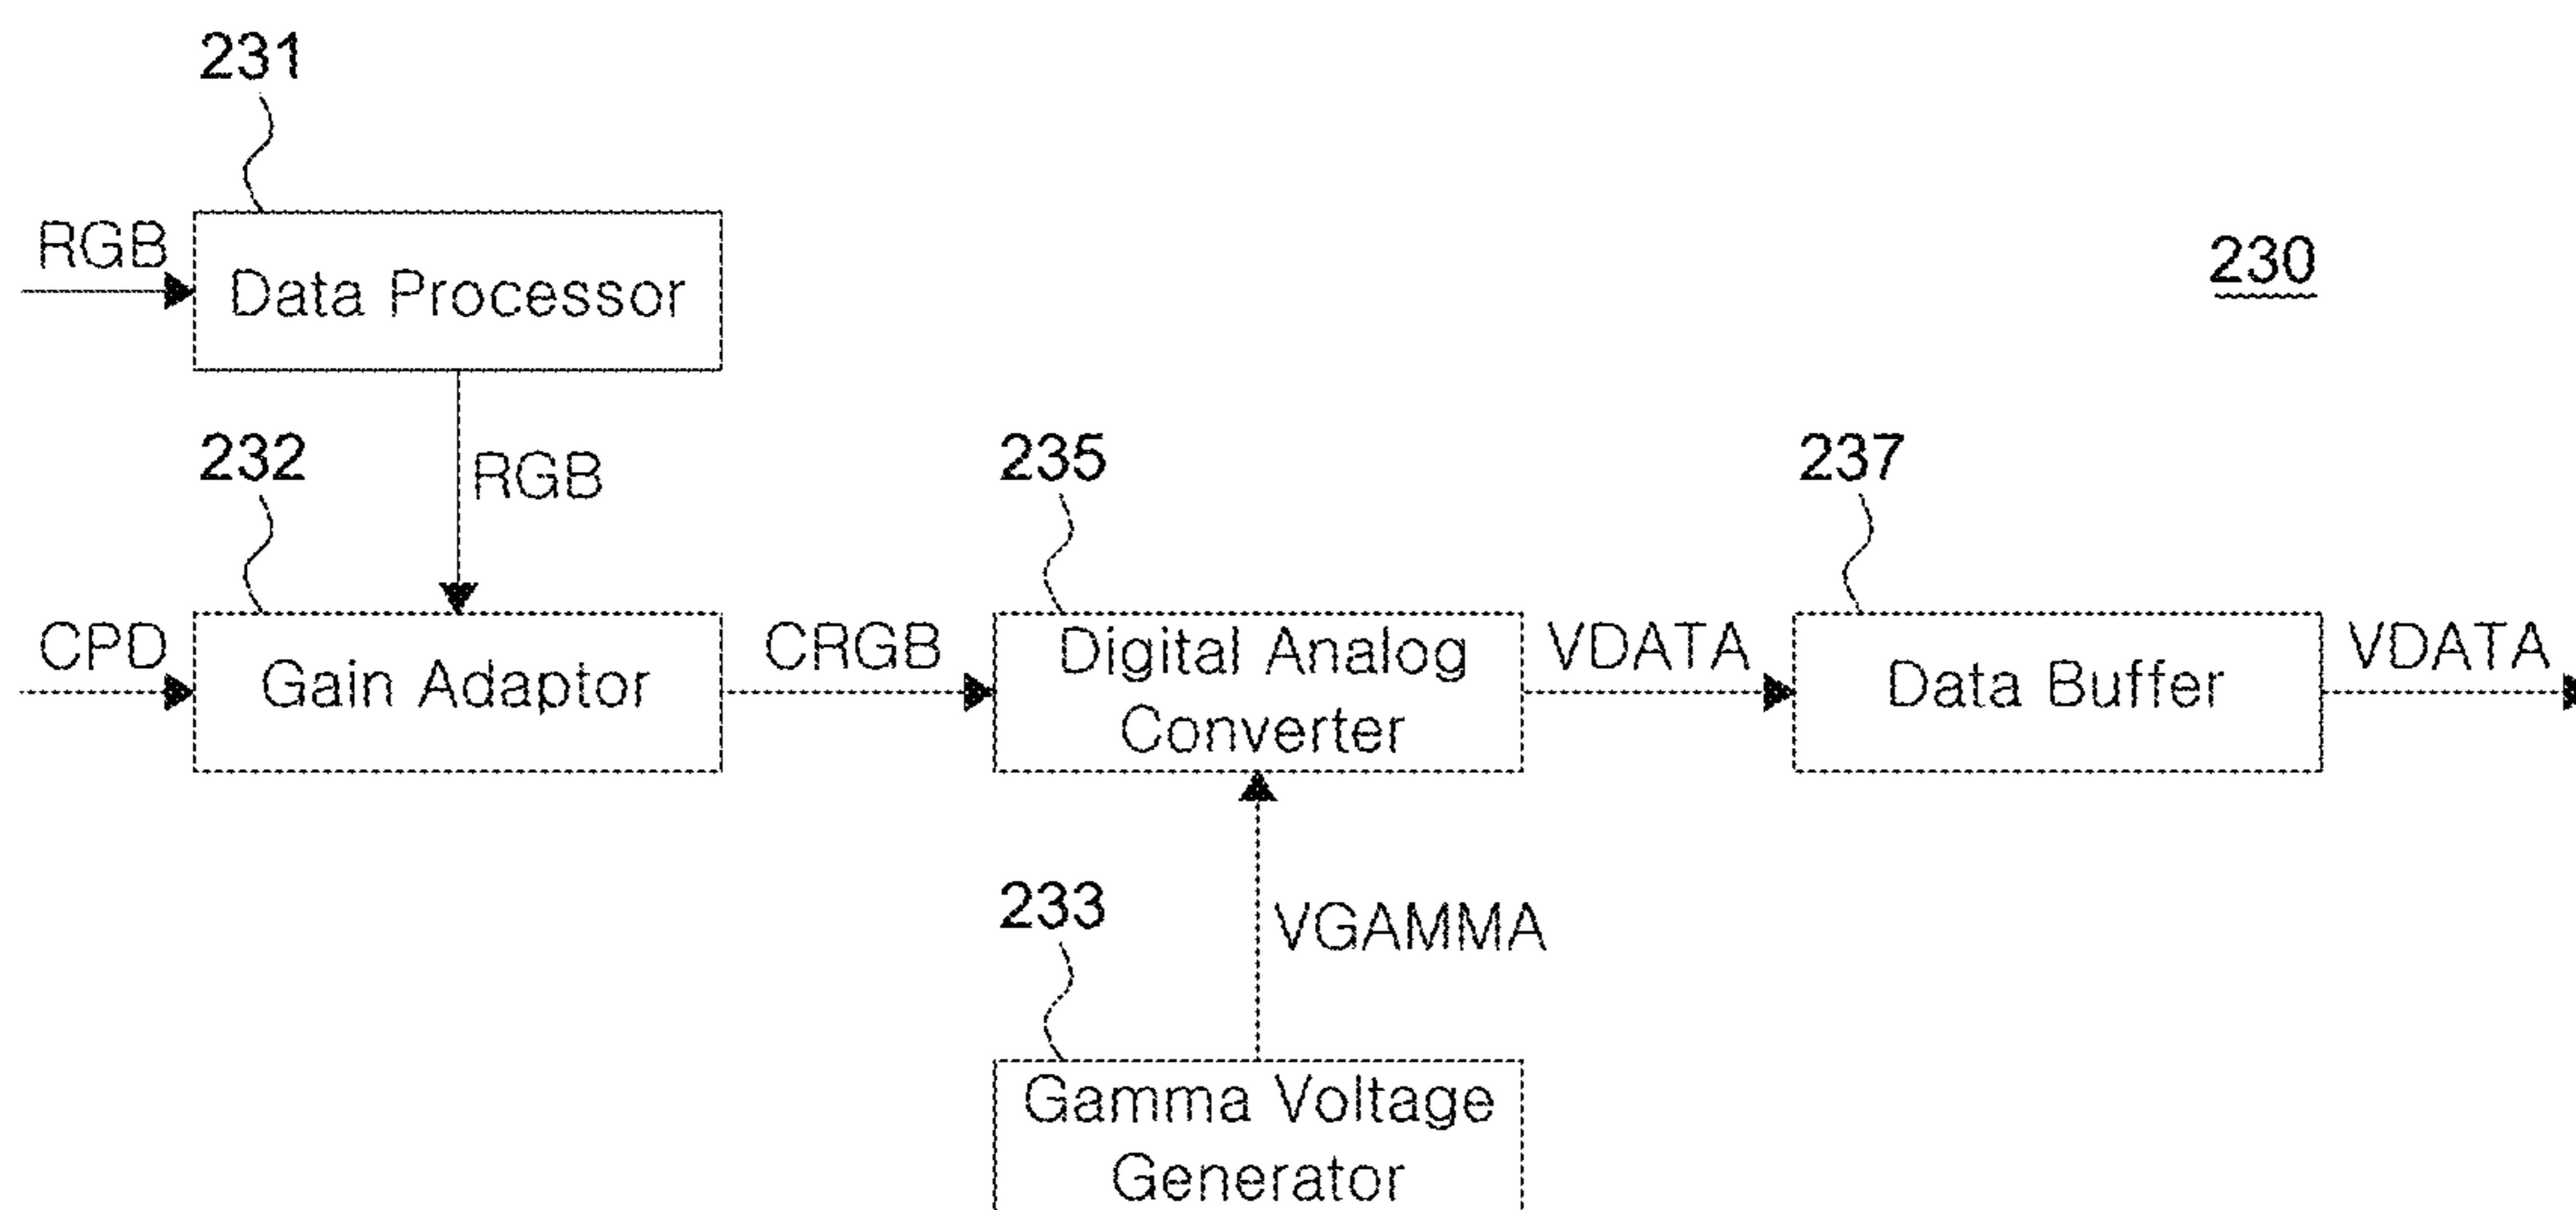 231
RGB
Data Processor
230
RGB
232
235
237
CPD
Gain Adaptor
CRGB
Digital Analog
Converter
VDATA
Data Buffer
VDATA
233
VGAMMA
Gamma Voltage
Generator